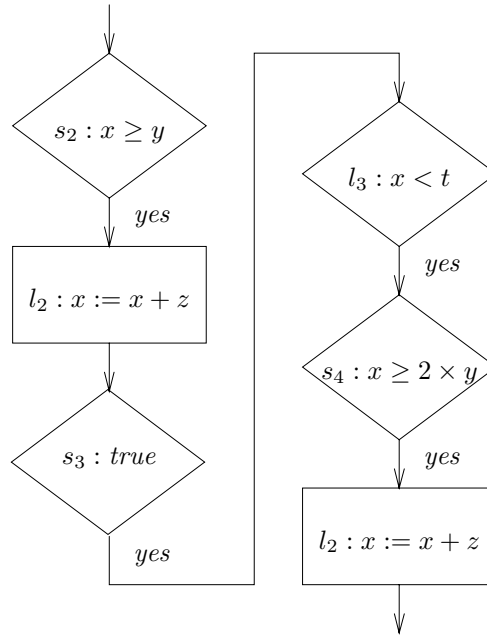 s₂ : x ≥ y
yes
l₂ : x := x + z
s₃ : true
yes
l₃ : x < t
yes
s₄ : x ≥ 2 × y
yes
l₂ : x := x + z